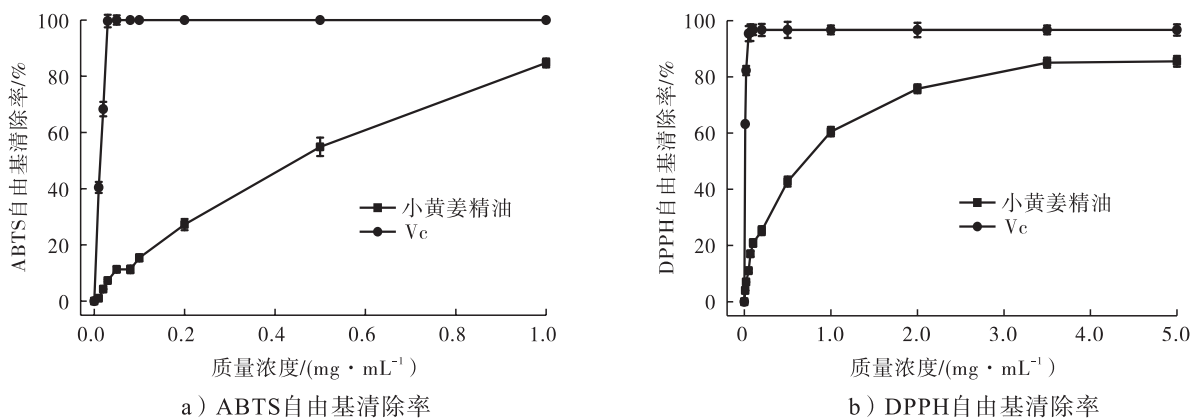 100
80
60
40
20
0
ABTS自由基清除率/%
小黄姜精油
Vc
0.0 0.2 0.4 0.6 0.8 1.0
质量浓度/(mg·mL⁻¹)
a）ABTS自由基清除率
100
80
60
40
20
0
DPPH自由基清除率/%
小黄姜精油
Vc
0 1.0 2.0 3.0 4.0 5.0
质量浓度/(mg·mL⁻¹)
b）DPPH自由基清除率